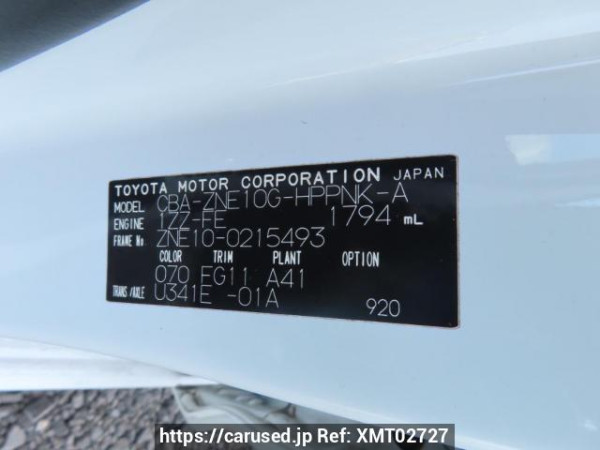 TOYOTA MOTOR CORPORATION JAPAN
MODEL CBA-ZNE10G-HPPNK-A
ENGINE 1ZZ-FE 1794 mL
FRAME No. ZNE10-0215493
COLOR TRIM PLANT OPTION
070 FG11 A41
TRANS/AXLE U341E -01A
920
https://carused.jp Ref: XMT02727